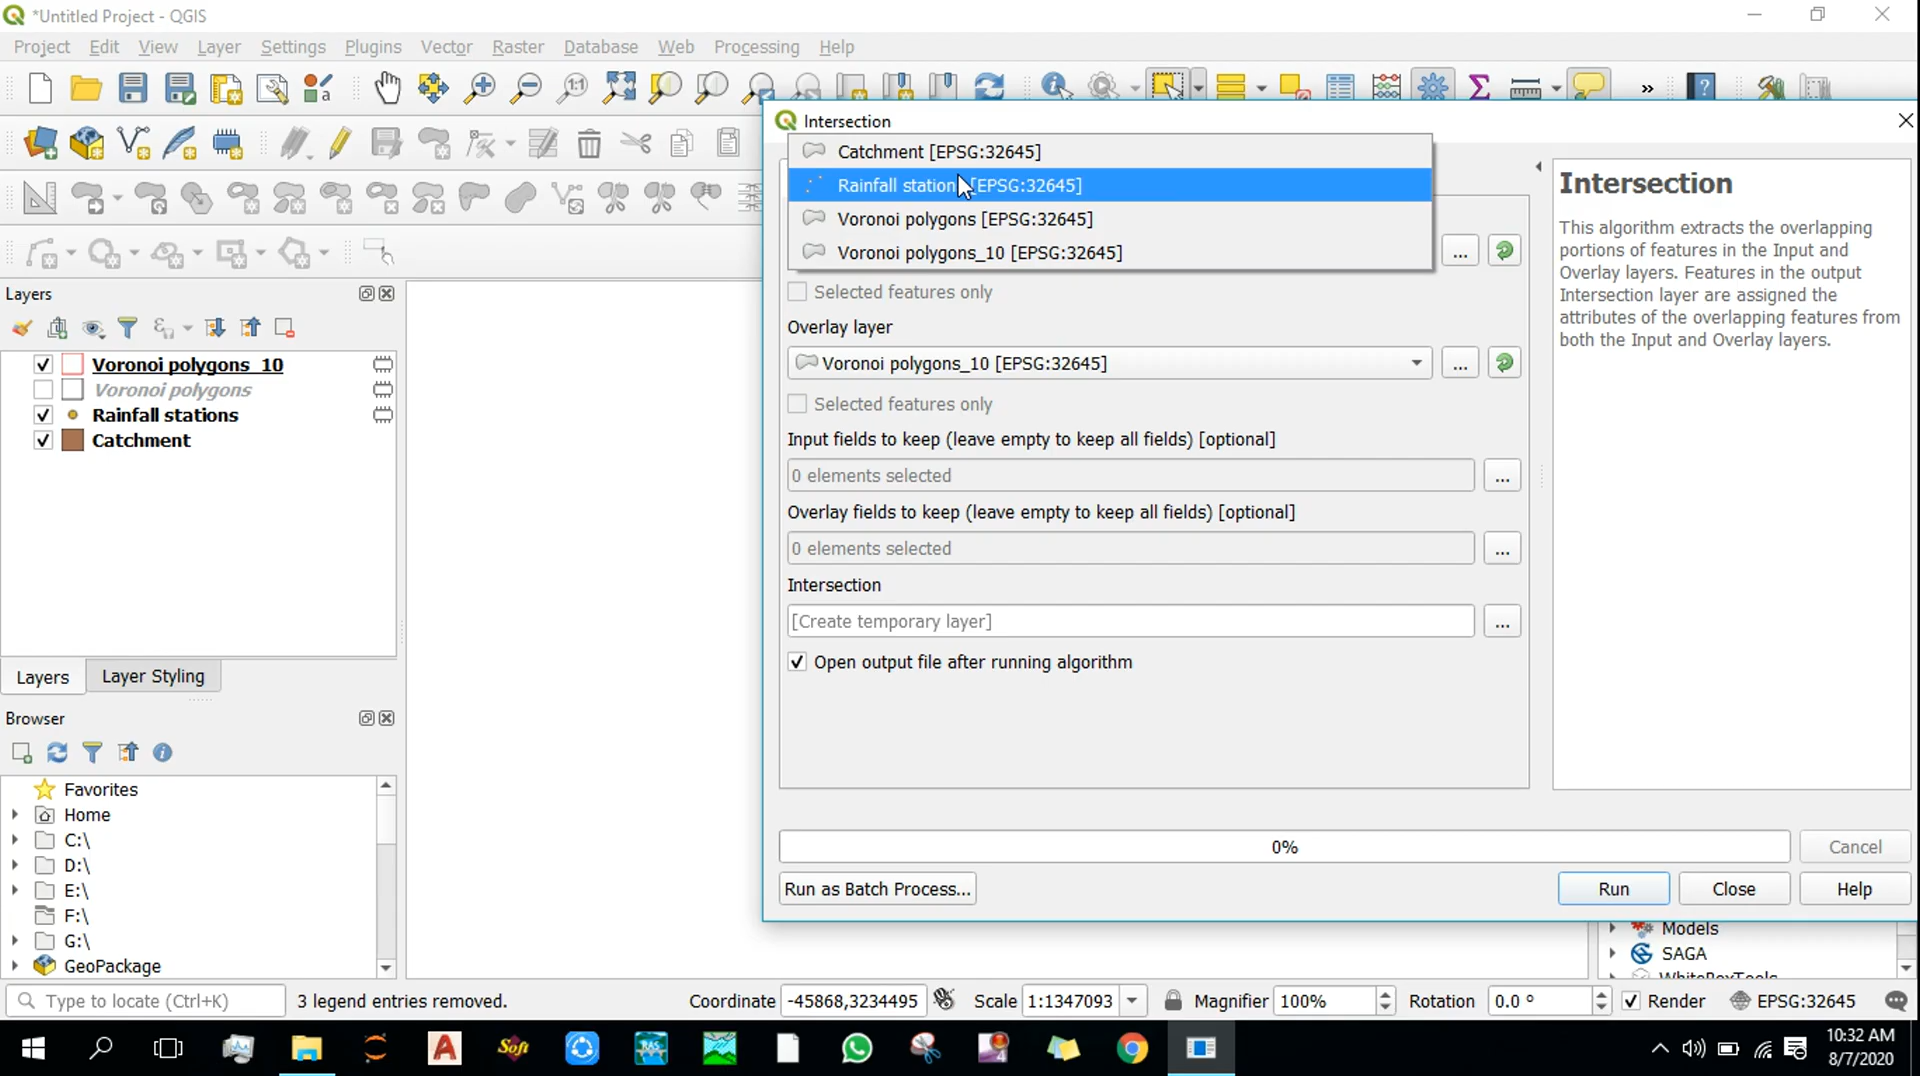 *Untitled Project - QGIS
Project Edit View Layer Settings Plugins Vector Raster Database Web Processing Help
Intersection
Catchment [EPSG:32645]
Rainfall station [EPSG:32645]
Voronoi polygons [EPSG:32645]
Voronoi polygons_10 [EPSG:32645]
Selected features only
Overlay layer
Voronoi polygons_10 [EPSG:32645]
Selected features only
Input fields to keep (leave empty to keep all fields) [optional]
0 elements selected
Overlay fields to keep (leave empty to keep all fields) [optional]
0 elements selected
Intersection
[Create temporary layer]
Open output file after running algorithm
0%
Cancel
Run as Batch Process...
Run
Close
Help
Intersection
This algorithm extracts the overlapping
portions of features in the Input and
Overlay layers. Features in the output
Intersection layer are assigned the
attributes of the overlapping features from
both the Input and Overlay layers.
Layers
Voronoi polygons_10
Voronoi polygons
Rainfall stations
Catchment
Layers
Layer Styling
Browser
Favorites
Home
C:\
D:\
E:\
F:\
G:\
GeoPackage
Models
SAGA
Type to locate (Ctrl+K)
3 legend entries removed.
Coordinate -45868,3234495
Scale 1:1347093
Magnifier 100%
Rotation 0.0 °
Render
EPSG:32645
10:32 AM
8/7/2020